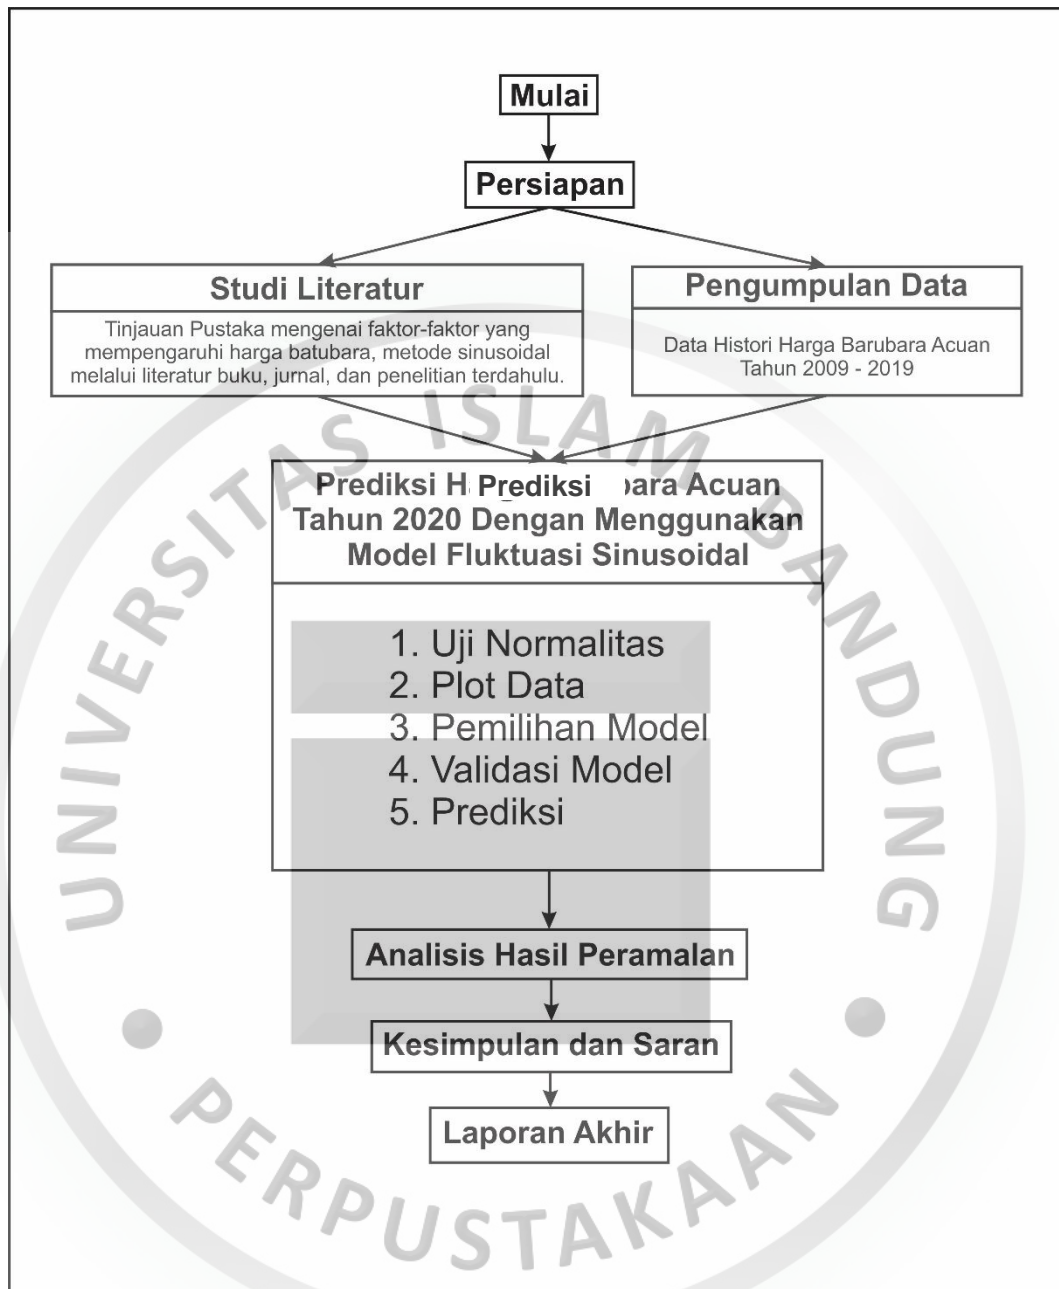 Mulai
Persiapan
Studi Literatur
Tinjauan Pustaka mengenai faktor-faktor yang
mempengaruhi harga batubara, metode sinusoidal
melalui literatur buku, jurnal, dan penelitian terdahulu.
Pengumpulan Data
Data Histori Harga Barubara Acuan
Tahun 2009 - 2019
Prediksi H Prediksi bara Acuan
Tahun 2020 Dengan Menggunakan
Model Fluktuasi Sinusoidal
1. Uji Normalitas
2. Plot Data
3. Pemilihan Model
4. Validasi Model
5. Prediksi
Analisis Hasil Peramalan
Kesimpulan dan Saran
Laporan Akhir
UNIVERSITAS ISLAM BANDUNG
PERPUSTAKAAN